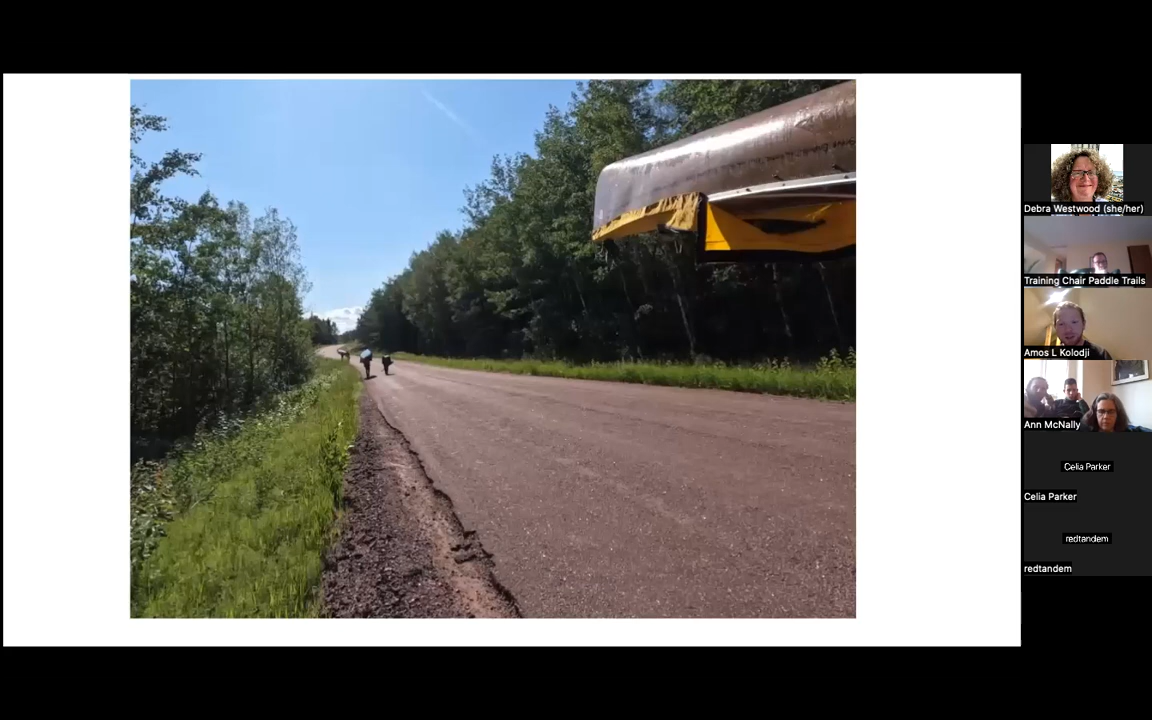 Debra Westwood (she/her)
Training Chair Paddle Trails
Amos L Kolodji
Ann McNally
Celia Parker
Celia Parker
redtandem
redtandem